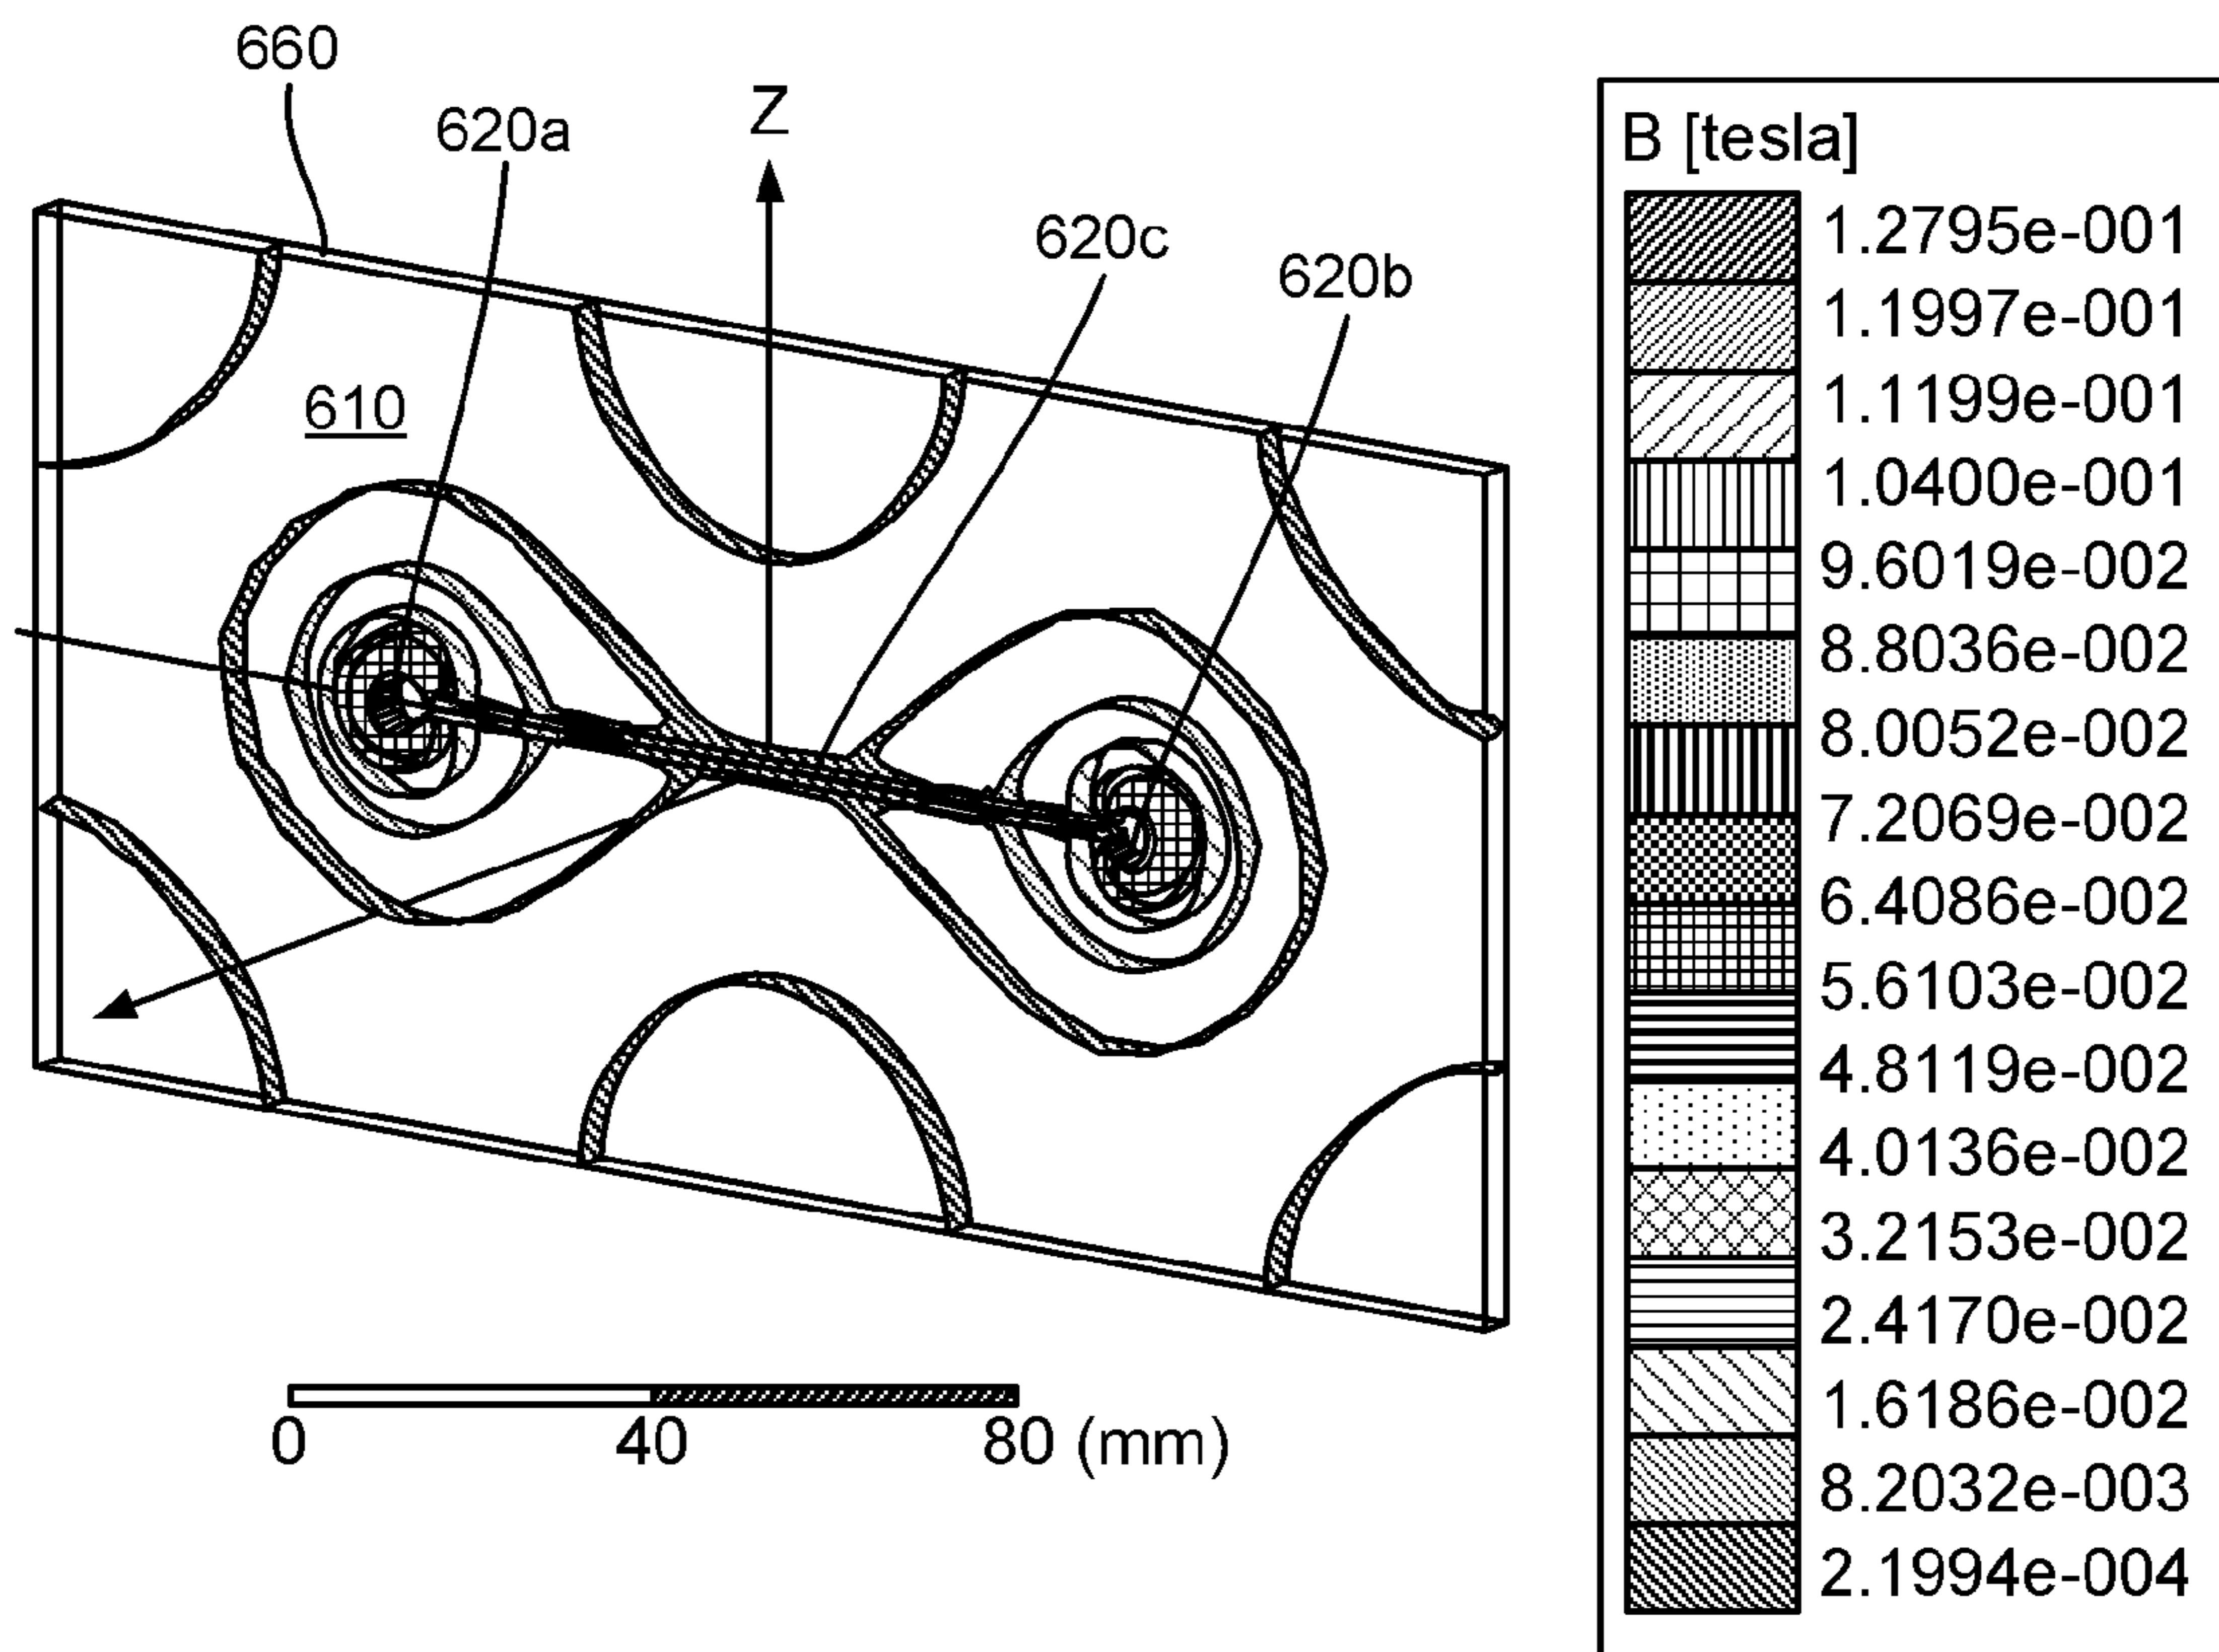 660
620a
Z
620c
620b
610
0 40 80 (mm)
B [tesla]
1.2795e-001
1.1997e-001
1.1199e-001
1.0400e-001
9.6019e-002
8.8036e-002
8.0052e-002
7.2069e-002
6.4086e-002
5.6103e-002
4.8119e-002
4.0136e-002
3.2153e-002
2.4170e-002
1.6186e-002
8.2032e-003
2.1994e-004